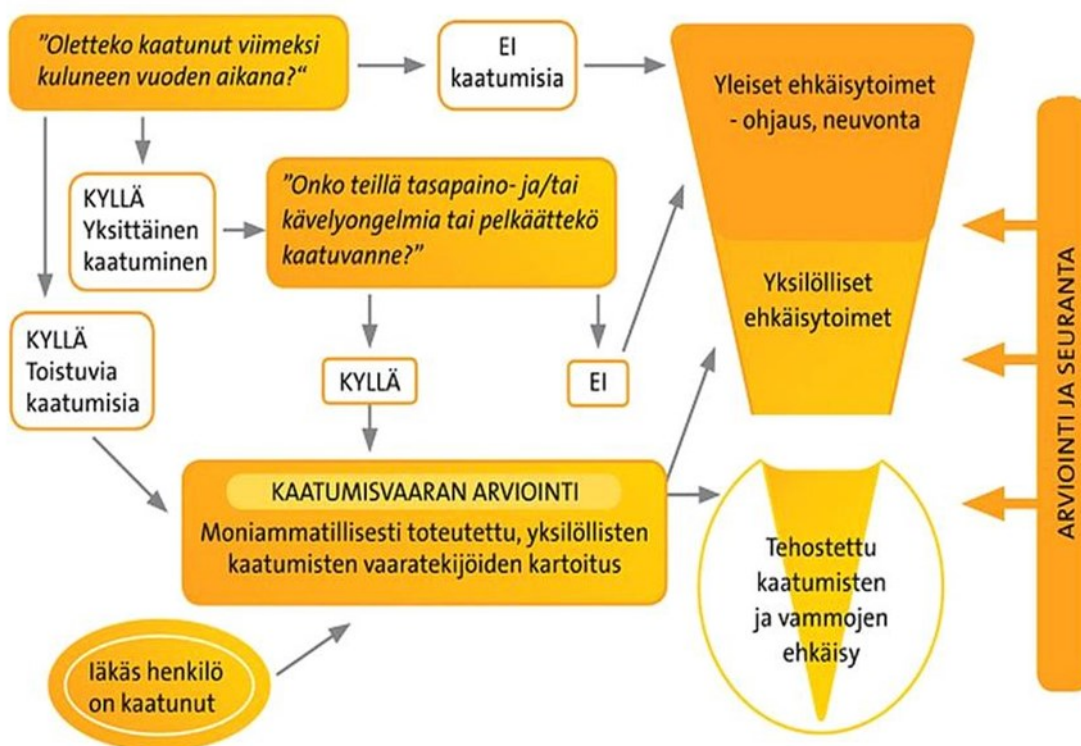 "Oletteko kaatunut viimeksi
kuluneen vuoden aikana?“
EI
kaatumisia
Yleiset ehkäisytoimet
- ohjaus, neuvonta
KYLLÄ
Yksittäinen
kaatuminen
"Onko teillä tasapaino- ja/tai
kävelyongelmia tai pelkäättekö
kaatuvanne?”
Yksilölliset
ehkäisytoimet
KYLLÄ
Toistuvia
kaatumisia
KYLLÄ
EI
KAATUMISVAARAN ARVIOINTI
Moniammatillisesti toteutettu, yksilöllisten
kaatumisten vaaratekijöiden kartoitus
Tehostettu
kaatumisten
ja vammojen
ehkäisy
Iäkäs henkilö
on kaatunut
ARVIOINTI JA SEURANTA